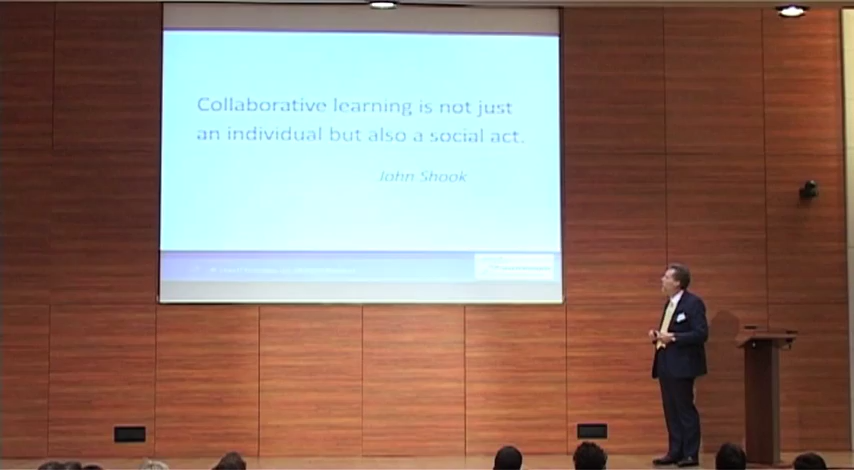 Collaborative learning is not just
an individual but also a social act.
John Shook